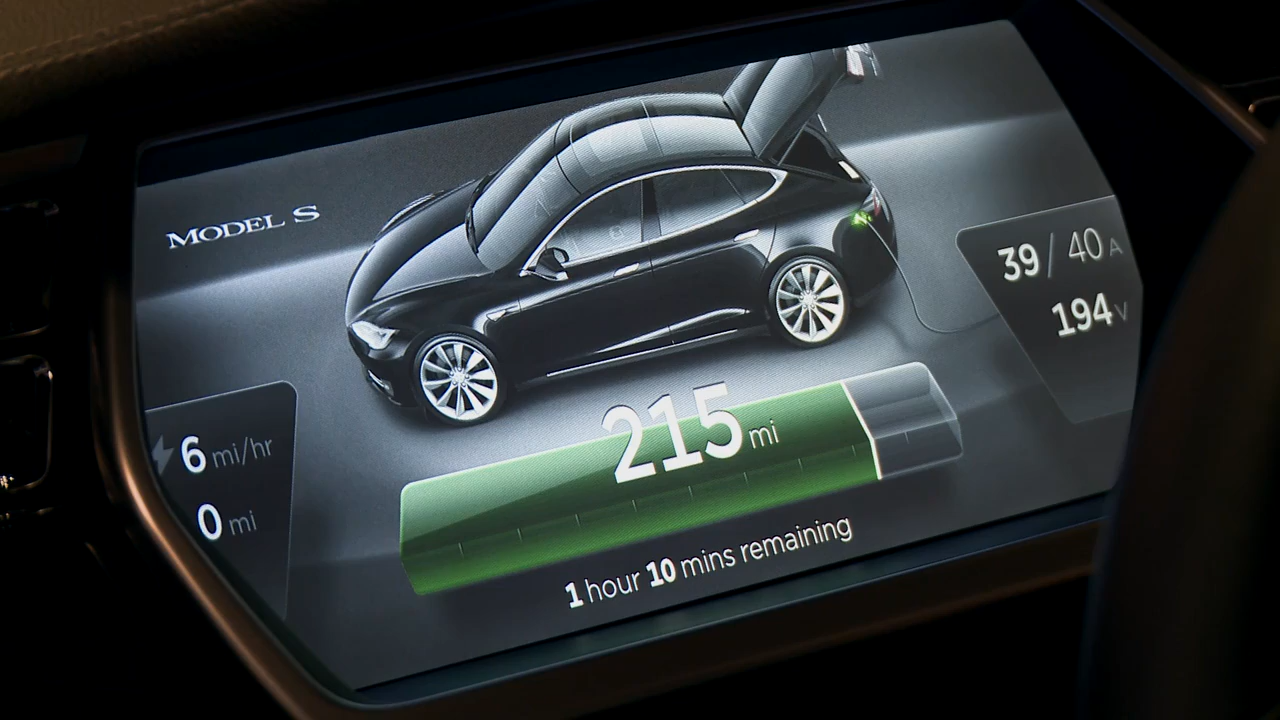 MODEL S
39 / 40 A
194 V
6 mi/hr
0 mi
215 mi
1 hour 10 mins remaining